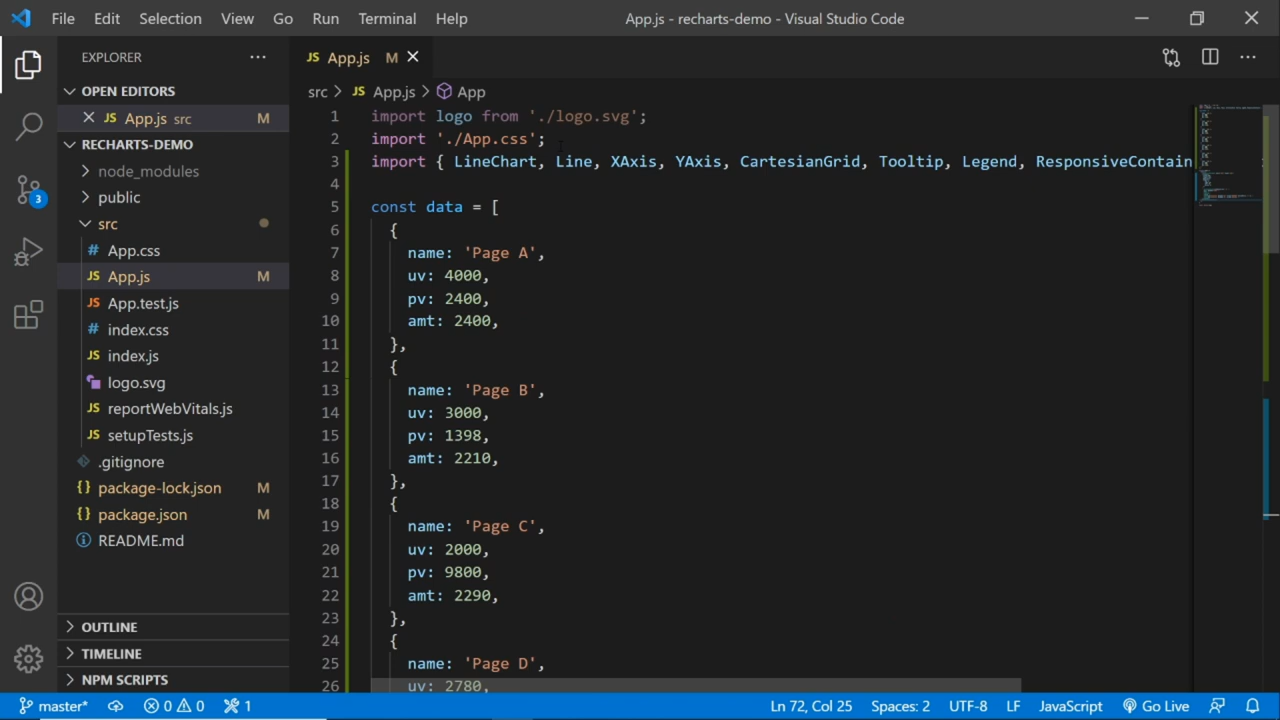 File Edit Selection View Go Run Terminal Help App.js - recharts-demo - Visual Studio Code
EXPLORER
OPEN EDITORS
JS App.js src M
RECHARTS-DEMO
node_modules
public
src
# App.css
JS App.js M
JS App.test.js
# index.css
JS index.js
logo.svg
JS reportWebVitals.js
JS setupTests.js
.gitignore
{} package-lock.json M
{} package.json M
README.md
OUTLINE
TIMELINE
NPM SCRIPTS
3
JS App.js M
src > JS App.js > App
1 import logo from './logo.svg';
2 import './App.css';
3 import { LineChart, Line, XAxis, YAxis, CartesianGrid, Tooltip, Legend, ResponsiveContain
4
5 const data = [
6 {
7 name: 'Page A',
8 uv: 4000,
9 pv: 2400,
10 amt: 2400,
11 },
12 {
13 name: 'Page B',
14 uv: 3000,
15 pv: 1398,
16 amt: 2210,
17 },
18 {
19 name: 'Page C',
20 uv: 2000,
21 pv: 9800,
22 amt: 2290,
23 },
24 {
25 name: 'Page D',
26 uv: 2780,
master* 0 0 1 Ln 72, Col 25 Spaces: 2 UTF-8 LF JavaScript Go Live